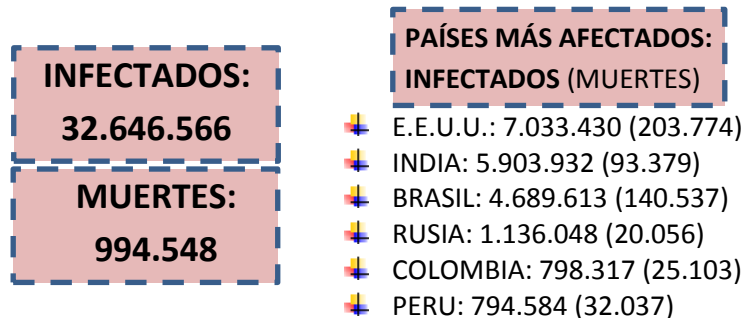 INFECTADOS:
32.646.566
MUERTES:
994.548
PAÍSES MÁS AFECTADOS:
INFECTADOS (MUERTES)
E.E.U.U.: 7.033.430 (203.774)
INDIA: 5.903.932 (93.379)
BRASIL: 4.689.613 (140.537)
RUSIA: 1.136.048 (20.056)
COLOMBIA: 798.317 (25.103)
PERU: 794.584 (32.037)